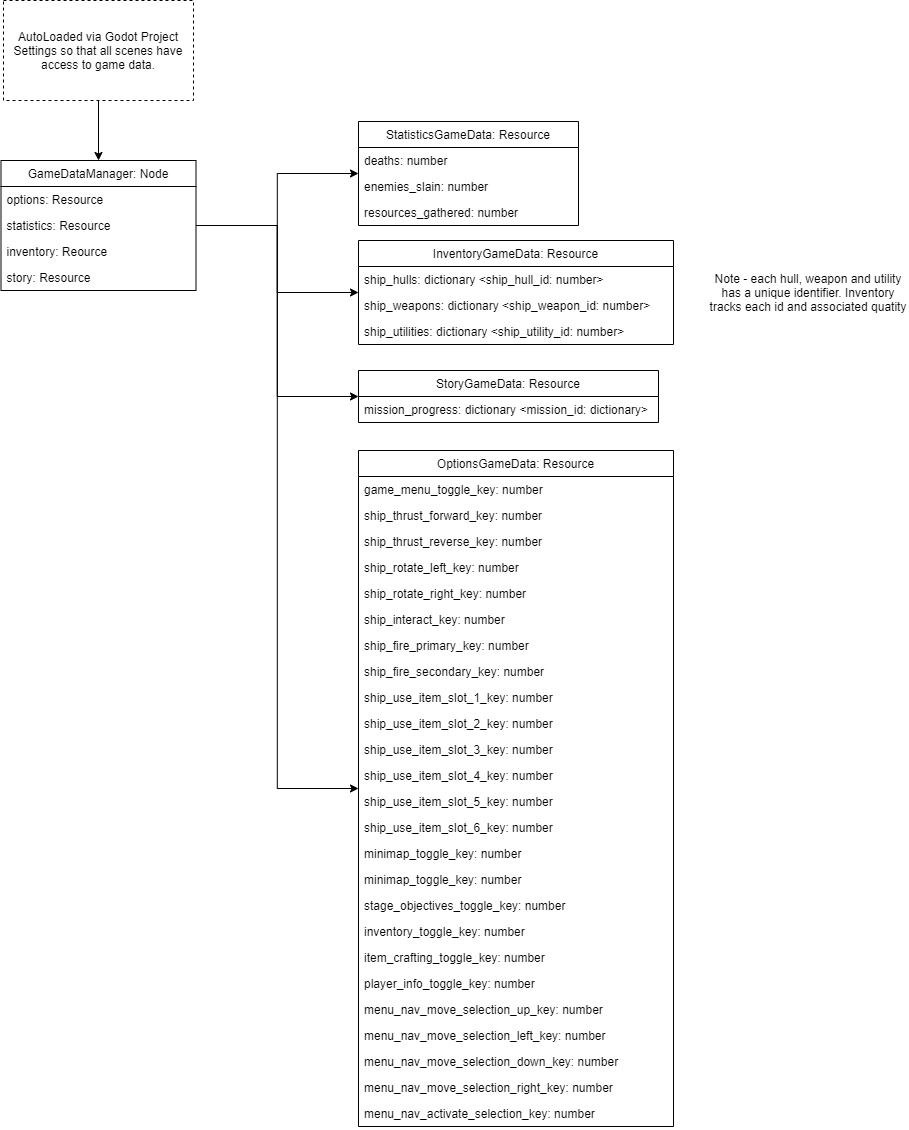 AutoLoaded via Godot Project
Settings so that all scenes have
access to game data.
GameDataManager: Node
options: Resource
statistics: Resource
inventory: Reource
story: Resource
StatisticsGameData: Resource
deaths: number
enemies_slain: number
resources_gathered: number
InventoryGameData: Resource
ship_hulls: dictionary <ship_hull_id: number>
ship_weapons: dictionary <ship_weapon_id: number>
ship_utilities: dictionary <ship_utility_id: number>
Note - each hull, weapon and utility
has a unique identifier. Inventory
tracks each id and associated quatity
StoryGameData: Resource
mission_progress: dictionary <mission_id: dictionary>
OptionsGameData: Resource
game_menu_toggle_key: number
ship_thrust_forward_key: number
ship_thrust_reverse_key: number
ship_rotate_left_key: number
ship_rotate_right_key: number
ship_interact_key: number
ship_fire_primary_key: number
ship_fire_secondary_key: number
ship_use_item_slot_1_key: number
ship_use_item_slot_2_key: number
ship_use_item_slot_3_key: number
ship_use_item_slot_4_key: number
ship_use_item_slot_5_key: number
ship_use_item_slot_6_key: number
minimap_toggle_key: number
minimap_toggle_key: number
stage_objectives_toggle_key: number
inventory_toggle_key: number
item_crafting_toggle_key: number
player_info_toggle_key: number
menu_nav_move_selection_up_key: number
menu_nav_move_selection_left_key: number
menu_nav_move_selection_down_key: number
menu_nav_move_selection_right_key: number
menu_nav_activate_selection_key: number